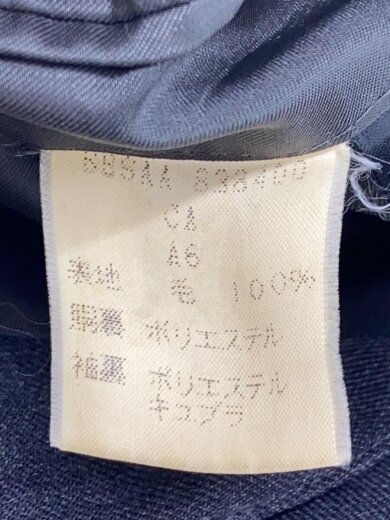 CA
A6
表地 毛 100%
胴裏 ポリエステル
袖裏 ポリエステル
キュプラ